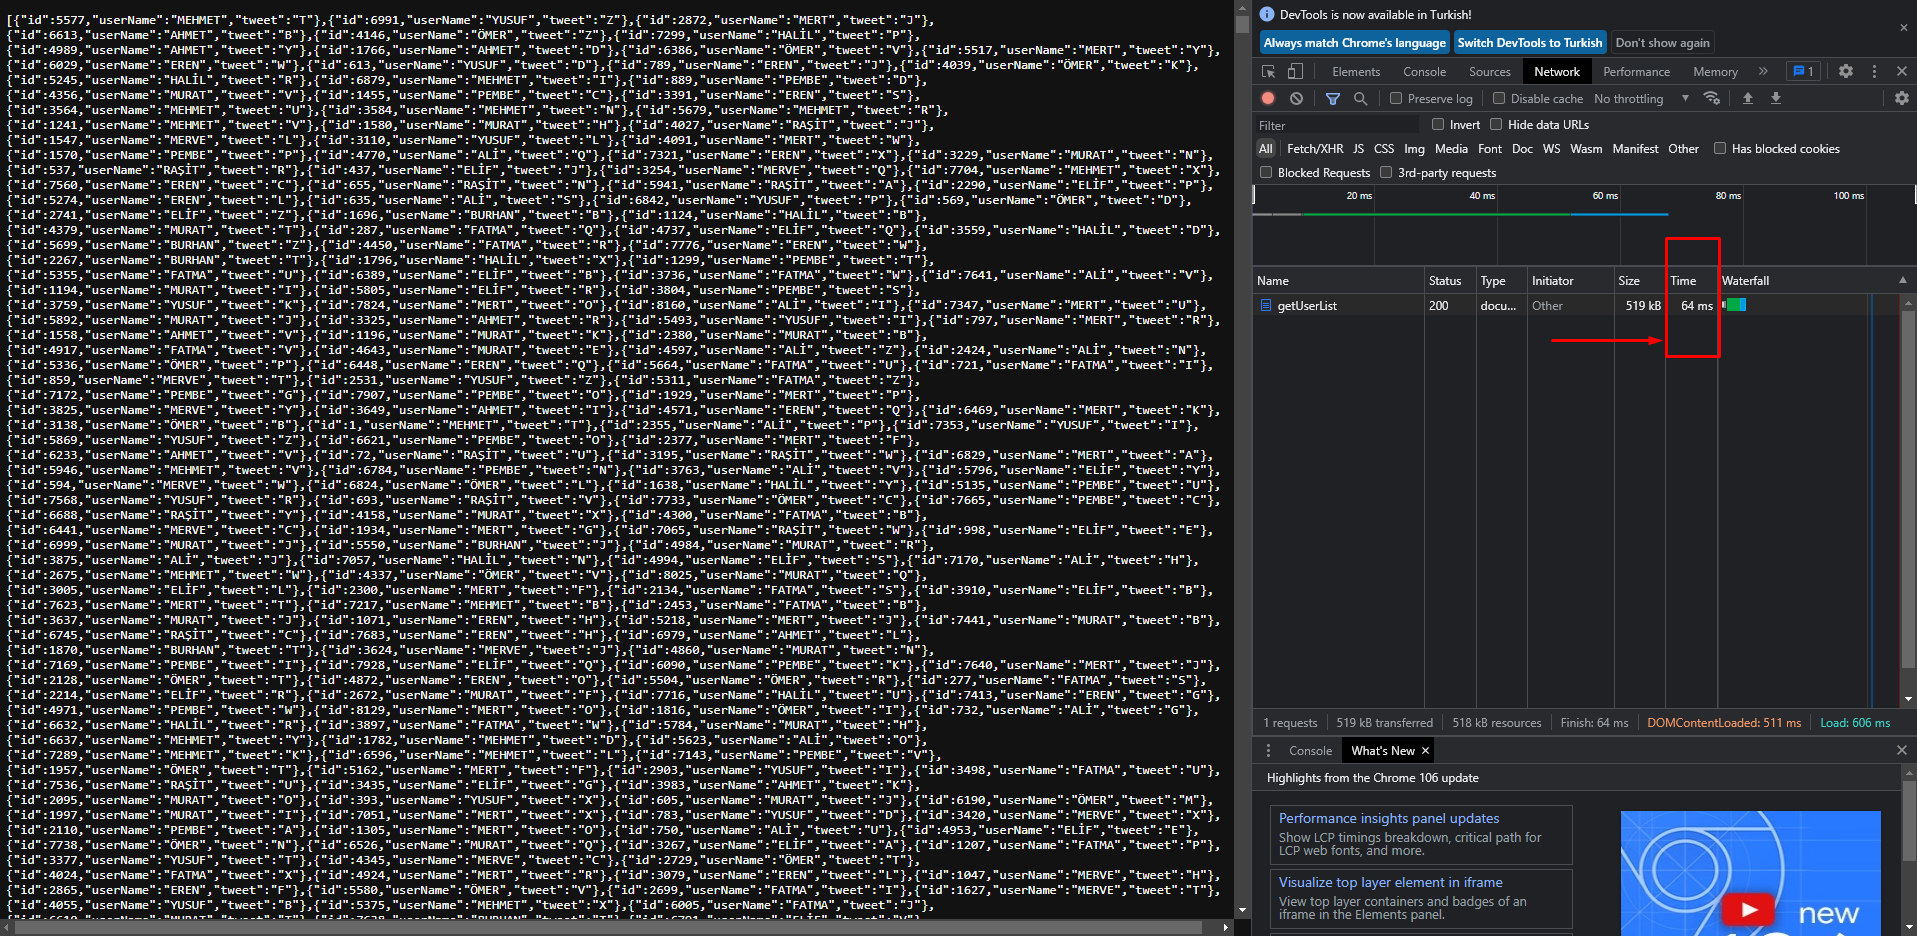 [{"id":5577,"userName":"MEHMET","tweet":"T"},{"id":6991,"userName":"YUSUF","tweet":"Z"},{"id":2872,"userName":"MERT","tweet":"J"},
{"id":6613,"userName":"AHMET","tweet":"B"},{"id":4146,"userName":"ÖMER","tweet":"Z"},{"id":7299,"userName":"HALİL","tweet":"P"},
{"id":4989,"userName":"AHMET","tweet":"Y"},{"id":1766,"userName":"AHMET","tweet":"D"},{"id":6386,"userName":"ÖMER","tweet":"V"},{"id":5517,"userName":"MERT","tweet":"Y"},
{"id":6029,"userName":"EREN","tweet":"W"},{"id":613,"userName":"YUSUF","tweet":"D"},{"id":789,"userName":"EREN","tweet":"J"},{"id":4039,"userName":"ÖMER","tweet":"K"},
{"id":5245,"userName":"HALİL","tweet":"R"},{"id":6879,"userName":"MEHMET","tweet":"I"},{"id":889,"userName":"PEMBE","tweet":"D"},
{"id":4356,"userName":"MURAT","tweet":"V"},{"id":1455,"userName":"PEMBE","tweet":"C"},{"id":3391,"userName":"EREN","tweet":"S"},
{"id":3564,"userName":"MEHMET","tweet":"U"},{"id":3584,"userName":"MEHMET","tweet":"N"},{"id":5679,"userName":"MEHMET","tweet":"R"},
{"id":1241,"userName":"MEHMET","tweet":"V"},{"id":1580,"userName":"MURAT","tweet":"H"},{"id":4027,"userName":"RAŞİT","tweet":"J"},
{"id":1547,"userName":"MERVE","tweet":"L"},{"id":3110,"userName":"YUSUF","tweet":"L"},{"id":4091,"userName":"MERT","tweet":"W"},
{"id":1570,"userName":"PEMBE","tweet":"P"},{"id":4770,"userName":"ALİ","tweet":"Q"},{"id":7321,"userName":"EREN","tweet":"X"},{"id":3229,"userName":"MURAT","tweet":"N"},
{"id":537,"userName":"RAŞİT","tweet":"R"},{"id":437,"userName":"ELİF","tweet":"J"},{"id":3254,"userName":"MERVE","tweet":"Q"},{"id":7704,"userName":"MEHMET","tweet":"X"},
{"id":7560,"userName":"EREN","tweet":"C"},{"id":655,"userName":"RAŞİT","tweet":"N"},{"id":5941,"userName":"RAŞİT","tweet":"A"},{"id":2290,"userName":"ELİF","tweet":"P"},
{"id":5274,"userName":"EREN","tweet":"L"},{"id":635,"userName":"ALİ","tweet":"S"},{"id":6842,"userName":"YUSUF","tweet":"P"},{"id":569,"userName":"ÖMER","tweet":"D"},
{"id":2741,"userName":"ELİF","tweet":"Z"},{"id":1696,"userName":"BURHAN","tweet":"B"},{"id":1124,"userName":"HALİL","tweet":"B"},
{"id":4379,"userName":"MURAT","tweet":"T"},{"id":287,"userName":"FATMA","tweet":"Q"},{"id":4737,"userName":"ELİF","tweet":"Q"},{"id":3559,"userName":"HALİL","tweet":"D"},
{"id":5699,"userName":"BURHAN","tweet":"Z"},{"id":4450,"userName":"FATMA","tweet":"R"},{"id":7776,"userName":"EREN","tweet":"W"},
{"id":2267,"userName":"BURHAN","tweet":"T"},{"id":1796,"userName":"HALİL","tweet":"X"},{"id":1299,"userName":"PEMBE","tweet":"T"},
{"id":5355,"userName":"FATMA","tweet":"U"},{"id":6389,"userName":"ELİF","tweet":"B"},{"id":3736,"userName":"FATMA","tweet":"W"},{"id":7641,"userName":"ALİ","tweet":"V"},
{"id":1194,"userName":"MURAT","tweet":"I"},{"id":5805,"userName":"ELİF","tweet":"R"},{"id":3804,"userName":"PEMBE","tweet":"S"},
{"id":3759,"userName":"YUSUF","tweet":"K"},{"id":7824,"userName":"MERT","tweet":"O"},{"id":8160,"userName":"ALİ","tweet":"I"},{"id":7347,"userName":"MERT","tweet":"U"},
{"id":5892,"userName":"MURAT","tweet":"J"},{"id":3325,"userName":"AHMET","tweet":"R"},{"id":5493,"userName":"YUSUF","tweet":"I"},{"id":797,"userName":"MERT","tweet":"R"},
{"id":1558,"userName":"AHMET","tweet":"V"},{"id":1196,"userName":"MURAT","tweet":"K"},{"id":2380,"userName":"MURAT","tweet":"B"},
{"id":4917,"userName":"FATMA","tweet":"V"},{"id":4643,"userName":"MURAT","tweet":"E"},{"id":4597,"userName":"ALİ","tweet":"Z"},{"id":2424,"userName":"ALİ","tweet":"N"},
{"id":5336,"userName":"ÖMER","tweet":"P"},{"id":6448,"userName":"EREN","tweet":"Q"},{"id":5664,"userName":"FATMA","tweet":"U"},{"id":721,"userName":"FATMA","tweet":"I"},
{"id":859,"userName":"MERVE","tweet":"T"},{"id":2531,"userName":"YUSUF","tweet":"Z"},{"id":5311,"userName":"FATMA","tweet":"Z"},
{"id":7172,"userName":"PEMBE","tweet":"G"},{"id":7907,"userName":"PEMBE","tweet":"O"},{"id":1929,"userName":"MERT","tweet":"P"},
{"id":3825,"userName":"MERVE","tweet":"Y"},{"id":3649,"userName":"AHMET","tweet":"I"},{"id":4571,"userName":"EREN","tweet":"Q"},{"id":6469,"userName":"MERT","tweet":"K"},
{"id":3138,"userName":"ÖMER","tweet":"B"},{"id":1,"userName":"MEHMET","tweet":"T"},{"id":2355,"userName":"ALİ","tweet":"P"},{"id":7353,"userName":"YUSUF","tweet":"I"},
{"id":5869,"userName":"YUSUF","tweet":"Z"},{"id":6621,"userName":"PEMBE","tweet":"O"},{"id":2377,"userName":"MERT","tweet":"F"},
{"id":6233,"userName":"AHMET","tweet":"V"},{"id":72,"userName":"RAŞİT","tweet":"U"},{"id":3195,"userName":"RAŞİT","tweet":"W"},{"id":6829,"userName":"MERT","tweet":"A"},
{"id":5946,"userName":"MEHMET","tweet":"V"},{"id":6784,"userName":"PEMBE","tweet":"N"},{"id":3763,"userName":"ALİ","tweet":"V"},{"id":5796,"userName":"ELİF","tweet":"Y"},
{"id":594,"userName":"MERVE","tweet":"W"},{"id":6824,"userName":"ÖMER","tweet":"L"},{"id":1638,"userName":"HALİL","tweet":"Y"},{"id":5135,"userName":"PEMBE","tweet":"U"},
{"id":7568,"userName":"YUSUF","tweet":"R"},{"id":693,"userName":"RAŞİT","tweet":"V"},{"id":7733,"userName":"ÖMER","tweet":"C"},{"id":7665,"userName":"PEMBE","tweet":"C"},
{"id":6688,"userName":"RAŞİT","tweet":"Y"},{"id":4158,"userName":"MURAT","tweet":"X"},{"id":4300,"userName":"FATMA","tweet":"B"},
{"id":6441,"userName":"MERVE","tweet":"C"},{"id":1934,"userName":"MERT","tweet":"G"},{"id":7065,"userName":"RAŞİT","tweet":"W"},{"id":998,"userName":"ELİF","tweet":"E"},
{"id":6999,"userName":"MURAT","tweet":"J"},{"id":5550,"userName":"BURHAN","tweet":"J"},{"id":4984,"userName":"MURAT","tweet":"R"},
{"id":3875,"userName":"ALİ","tweet":"J"},{"id":7057,"userName":"HALİL","tweet":"N"},{"id":4994,"userName":"ELİF","tweet":"S"},{"id":7170,"userName":"ALİ","tweet":"H"},
{"id":2675,"userName":"MEHMET","tweet":"W"},{"id":4337,"userName":"ÖMER","tweet":"V"},{"id":8025,"userName":"MURAT","tweet":"Q"},
{"id":3005,"userName":"ELİF","tweet":"L"},{"id":2300,"userName":"MERT","tweet":"F"},{"id":2134,"userName":"FATMA","tweet":"S"},{"id":3910,"userName":"ELİF","tweet":"B"},
{"id":7623,"userName":"MERT","tweet":"T"},{"id":7217,"userName":"MEHMET","tweet":"B"},{"id":2453,"userName":"FATMA","tweet":"B"},
{"id":3637,"userName":"MURAT","tweet":"J"},{"id":1071,"userName":"EREN","tweet":"H"},{"id":5218,"userName":"MERT","tweet":"J"},{"id":7441,"userName":"MURAT","tweet":"B"},
{"id":6745,"userName":"RAŞİT","tweet":"C"},{"id":7683,"userName":"EREN","tweet":"H"},{"id":6979,"userName":"AHMET","tweet":"L"},
{"id":1870,"userName":"BURHAN","tweet":"T"},{"id":3624,"userName":"MERVE","tweet":"J"},{"id":4860,"userName":"MURAT","tweet":"N"},
{"id":7169,"userName":"PEMBE","tweet":"I"},{"id":7928,"userName":"ELİF","tweet":"Q"},{"id":6090,"userName":"PEMBE","tweet":"K"},{"id":7640,"userName":"MERT","tweet":"J"},
{"id":2128,"userName":"ÖMER","tweet":"T"},{"id":4872,"userName":"EREN","tweet":"O"},{"id":5504,"userName":"ÖMER","tweet":"R"},{"id":277,"userName":"FATMA","tweet":"S"},
{"id":2214,"userName":"ELİF","tweet":"R"},{"id":2672,"userName":"MURAT","tweet":"F"},{"id":7716,"userName":"HALİL","tweet":"U"},{"id":7413,"userName":"EREN","tweet":"G"},
{"id":4971,"userName":"PEMBE","tweet":"W"},{"id":8129,"userName":"MERT","tweet":"O"},{"id":1816,"userName":"ÖMER","tweet":"I"},{"id":732,"userName":"ALİ","tweet":"G"},
{"id":6632,"userName":"HALİL","tweet":"R"},{"id":3897,"userName":"FATMA","tweet":"W"},{"id":5784,"userName":"MURAT","tweet":"H"},
{"id":6637,"userName":"MEHMET","tweet":"Y"},{"id":1782,"userName":"MEHMET","tweet":"D"},{"id":5623,"userName":"ALİ","tweet":"O"},
{"id":7289,"userName":"MEHMET","tweet":"K"},{"id":6596,"userName":"MEHMET","tweet":"L"},{"id":7143,"userName":"PEMBE","tweet":"V"},
{"id":1957,"userName":"ÖMER","tweet":"T"},{"id":5162,"userName":"MERT","tweet":"F"},{"id":2903,"userName":"YUSUF","tweet":"I"},{"id":3498,"userName":"FATMA","tweet":"U"},
{"id":7536,"userName":"RAŞİT","tweet":"U"},{"id":3435,"userName":"ELİF","tweet":"G"},{"id":3983,"userName":"AHMET","tweet":"K"},
{"id":2095,"userName":"MURAT","tweet":"O"},{"id":393,"userName":"YUSUF","tweet":"X"},{"id":605,"userName":"MURAT","tweet":"J"},{"id":6190,"userName":"ÖMER","tweet":"M"},
{"id":1997,"userName":"MURAT","tweet":"I"},{"id":7051,"userName":"MERT","tweet":"X"},{"id":783,"userName":"YUSUF","tweet":"D"},{"id":3420,"userName":"MERVE","tweet":"X"},
{"id":2110,"userName":"PEMBE","tweet":"A"},{"id":1305,"userName":"MERT","tweet":"O"},{"id":750,"userName":"ALİ","tweet":"U"},{"id":4953,"userName":"ELİF","tweet":"E"},
{"id":7738,"userName":"ÖMER","tweet":"N"},{"id":6526,"userName":"MURAT","tweet":"Q"},{"id":3267,"userName":"ELİF","tweet":"A"},{"id":1207,"userName":"FATMA","tweet":"P"},
{"id":3377,"userName":"YUSUF","tweet":"T"},{"id":4345,"userName":"MERVE","tweet":"C"},{"id":2729,"userName":"ÖMER","tweet":"T"},
{"id":4024,"userName":"FATMA","tweet":"X"},{"id":4924,"userName":"MERT","tweet":"R"},{"id":3079,"userName":"EREN","tweet":"L"},{"id":1047,"userName":"MERVE","tweet":"H"},
{"id":2865,"userName":"EREN","tweet":"F"},{"id":5580,"userName":"ÖMER","tweet":"V"},{"id":2699,"userName":"FATMA","tweet":"I"},{"id":1627,"userName":"MERVE","tweet":"T"},
{"id":4055,"userName":"YUSUF","tweet":"B"},{"id":5375,"userName":"MEHMET","tweet":"X"},{"id":6005,"userName":"FATMA","tweet":"J"},
DevTools is now available in Turkish!
Always match Chrome's language Switch DevTools to Turkish Don't show again
Elements Console Sources Network Performance Memory » 1
Preserve log Disable cache No throttling
Filter Invert Hide data URLs
All Fetch/XHR JS CSS Img Media Font Doc WS Wasm Manifest Other Has blocked cookies
Blocked Requests 3rd-party requests
20 ms 40 ms 60 ms 80 ms 100 ms
Name Status Type Initiator Size Time Waterfall
getUserList 200 docu... Other 519 kB 64 ms
1 requests 519 kB transferred 518 kB resources Finish: 64 ms DOMContentLoaded: 511 ms Load: 606 ms
Console What's New
Highlights from the Chrome 106 update
Performance insights panel updates
Show LCP timings breakdown, critical path for
LCP web fonts, and more.
Visualize top layer element in iframe
View top layer containers and badges of an
iframe in the Elements panel.
new